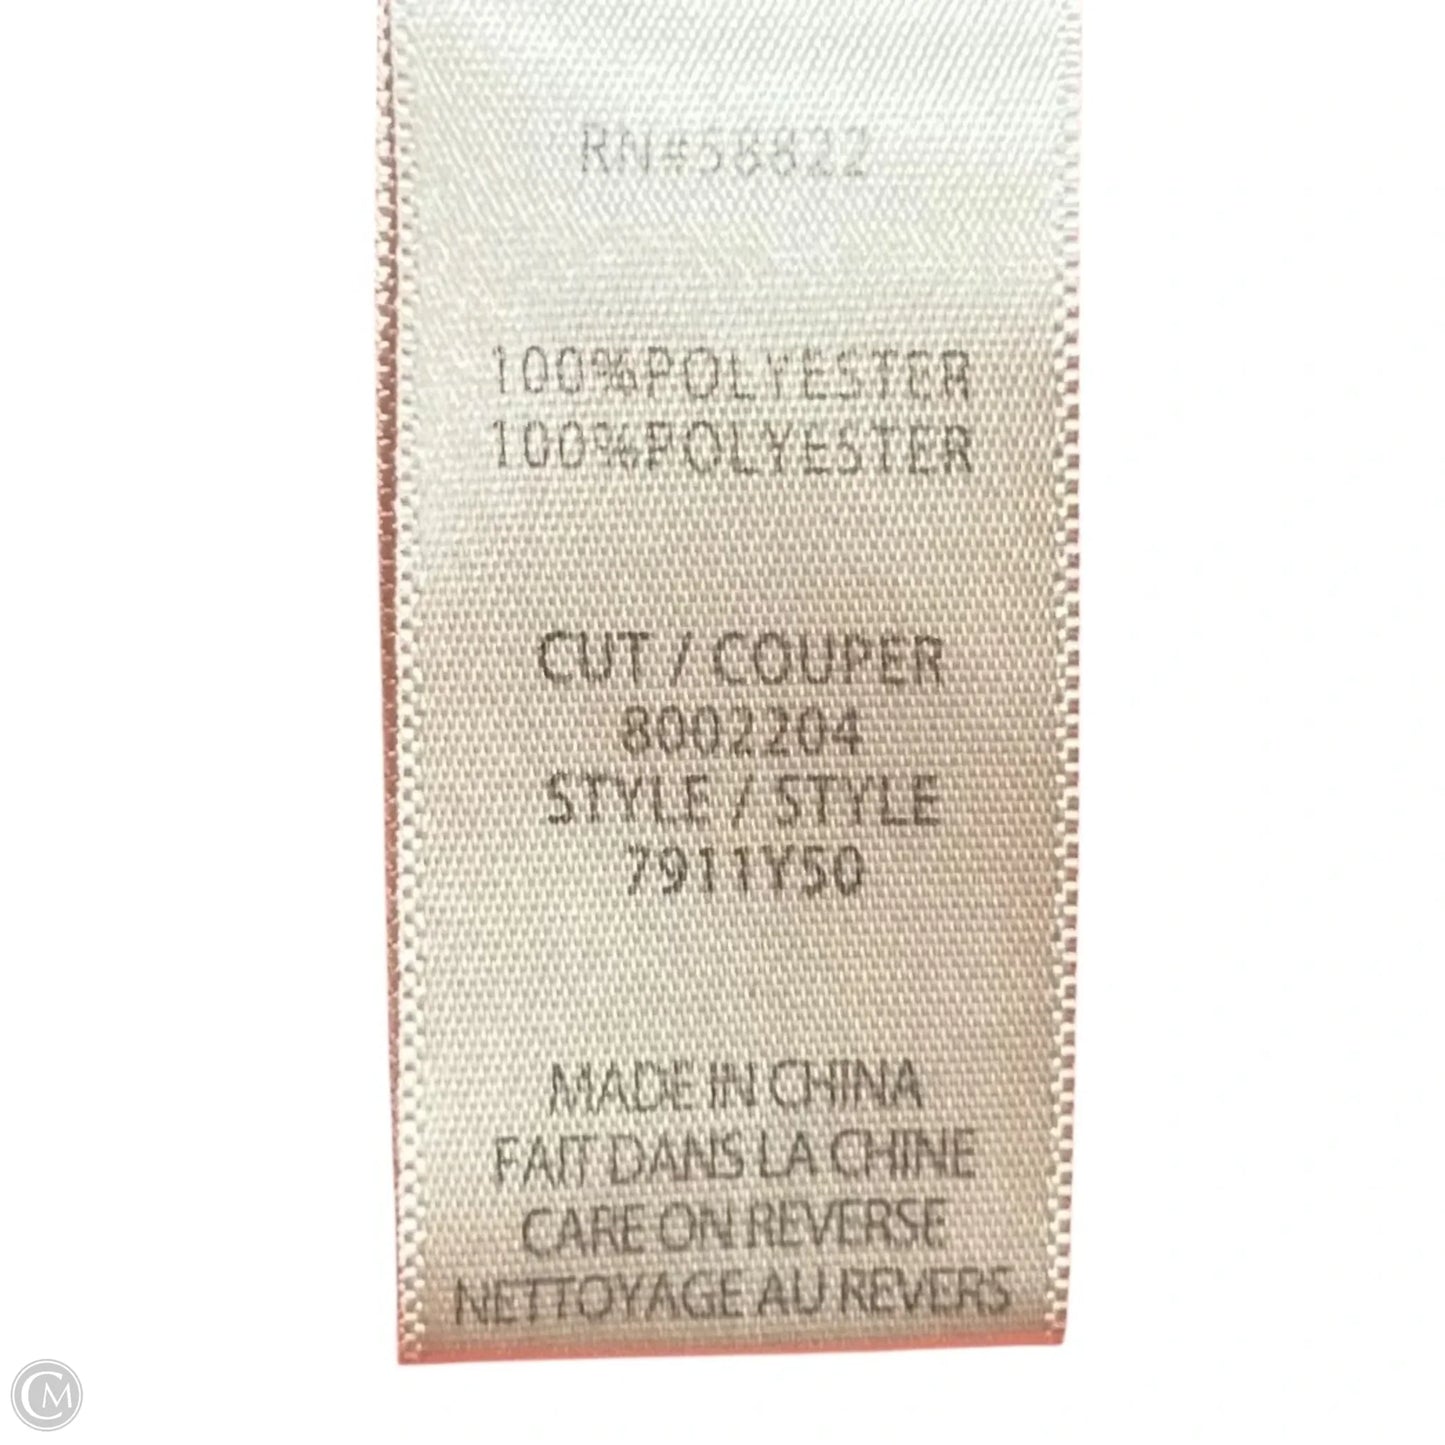 RN#58822
100%POLYESTER
100%POLYESTER
CUT / COUPER
8002204
STYLE / STYLE
7911Y50
MADE IN CHINA
FAIT DANS LA CHINE
CARE ON REVERSE
NETTOYAGE AU REVERS
CM